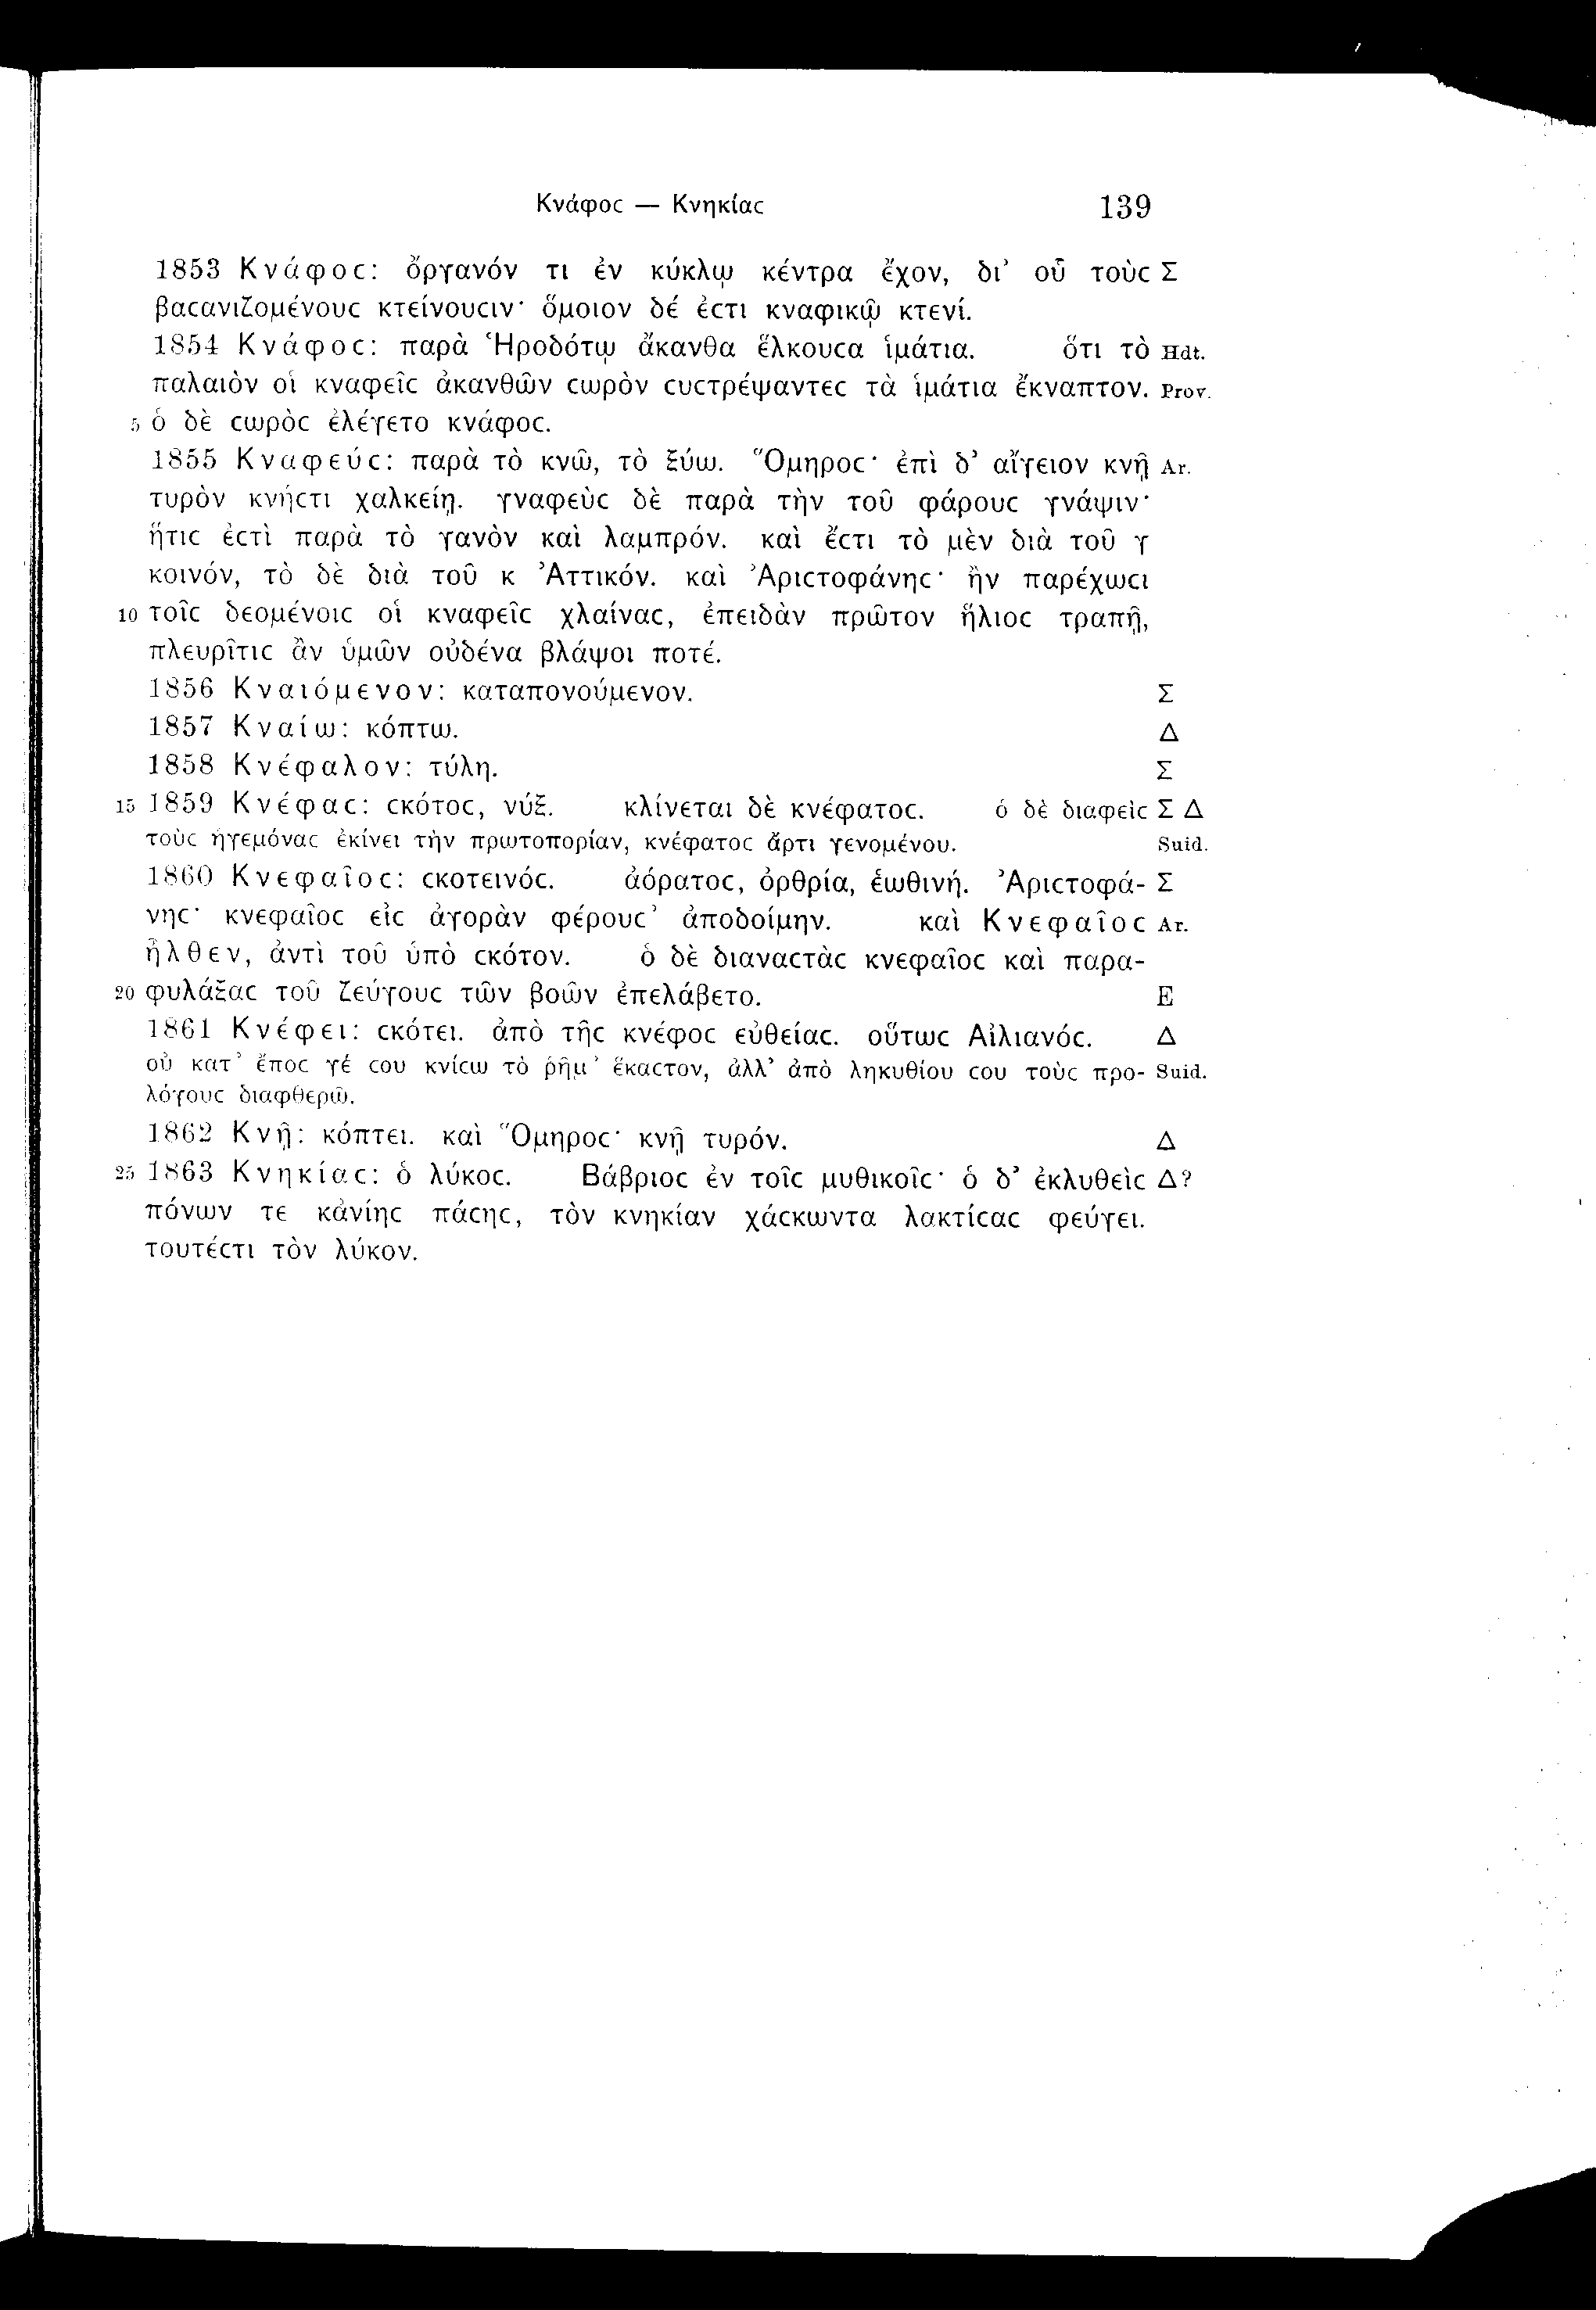 Κνάφοϲ — Κνηκίαϲ 139
1853 Κνάφοϲ: ὄργανόν τι ἐν κύκλῳ κέντρα ἔχον, δι’ οὗ τοὺϲ Σ
βαϲανιζομένουϲ κτείνουϲιν· ὅμοιον δέ ἐϲτι κναφικῷ κτενί.
1854 Κνάφοϲ: παρὰ Ἡροδότῳ ἄκανθα ἕλκουϲα ἱμάτια. ὅτι τὸ Hdt.
παλαιὸν οἱ κναφεῖϲ ἀκανθῶν ϲωρὸν ϲυϲτρέψαντεϲ τὰ ἱμάτια ἔκναπτον. Prov.
5 ὁ δὲ ϲωρὸϲ ἐλέγετο κνάφοϲ.
1855 Κναφεύϲ: παρὰ τὸ κνῶ, τὸ ξύω. Ὅμηροϲ· ἐπὶ δ’ αἴγειον κνῆ Ar.
τυρὸν κνήϲτι χαλκείῃ. γναφεὺϲ δὲ παρὰ τὴν τοῦ φάρουϲ γνάψιν·
ἥτιϲ ἐϲτὶ παρὰ τὸ γανὸν καὶ λαμπρόν. καὶ ἔϲτι τὸ μὲν διὰ τοῦ γ
κοινόν, τὸ δὲ διὰ τοῦ κ Ἀττικόν. καὶ Ἀριϲτοφάνηϲ· ἢν παρέχωϲι
10 τοῖϲ δεομένοιϲ οἱ κναφεῖϲ χλαίναϲ, ἐπειδὰν πρῶτον ἥλιοϲ τραπῇ,
πλευρῖτιϲ ἂν ὑμῶν οὐδένα βλάψοι ποτέ.
1856 Κναιόμενον: καταπονούμενον. Σ
1857 Κναίω: κόπτω. Δ
1858 Κνέφαλον: τύλη. Σ
15 1859 Κνέφαϲ: ϲκότοϲ, νύξ. κλίνεται δὲ κνέφατοϲ. ὁ δὲ διαφεὶϲ Σ Δ
τοὺϲ ἡγεμόναϲ ἐκίνει τὴν πρωτοπορίαν, κνέφατοϲ ἄρτι γενομένου. Suid.
1860 Κνεφαῖοϲ: ϲκοτεινόϲ. ἀόρατοϲ, ὀρθρία, ἑωθινή. Ἀριϲτοφά- Σ
νηϲ· κνεφαῖοϲ εἰϲ ἀγορὰν φέρουϲ’ ἀποδοίμην. καὶ Κνεφαῖοϲ Ar.
ἦλθεν, ἀντὶ τοῦ ὑπὸ ϲκότον. ὁ δὲ διαναϲτὰϲ κνεφαῖοϲ καὶ παρα-
20 φυλάξαϲ τοῦ ζεύγουϲ τῶν βοῶν ἐπελάβετο. E
1861 Κνέφει: ϲκότει. ἀπὸ τῆϲ κνέφοϲ εὐθείαϲ. οὕτωϲ Αἰλιανόϲ. Δ
οὐ κατ’ ἔποϲ γέ ϲου κνίϲω τὸ ῥῆμ’ ἕκαϲτον, ἀλλ’ ἀπὸ ληκυθίου ϲου τοὺϲ προ- Suid.
λόγουϲ διαφθερῶ.
1862 Κνῇ: κόπτει. καὶ Ὅμηροϲ· κνῆ τυρόν. Δ
25 1863 Κνηκίαϲ: ὁ λύκοϲ. Βάβριοϲ ἐν τοῖϲ μυθικοῖϲ· ὁ δ’ ἐκλυθεὶϲ Δ?
πόνων τε κἀνίηϲ πάϲηϲ, τὸν κνηκίαν χάϲκωντα λακτίϲαϲ φεύγει.
τουτέϲτι τὸν λύκον.